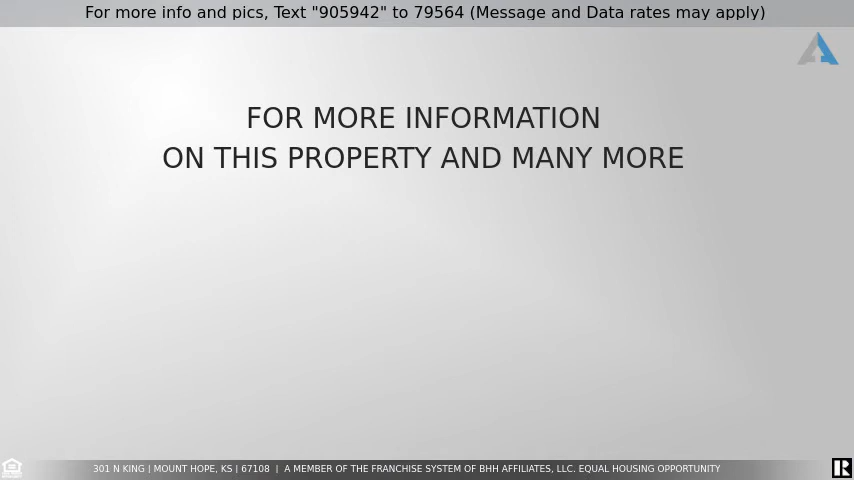 For more info and pics, Text "905942" to 79564 (Message and Data rates may apply)
FOR MORE INFORMATION
ON THIS PROPERTY AND MANY MORE
301 N KING | MOUNT HOPE, KS | 67108 | A MEMBER OF THE FRANCHISE SYSTEM OF BHH AFFILIATES, LLC. EQUAL HOUSING OPPORTUNITY